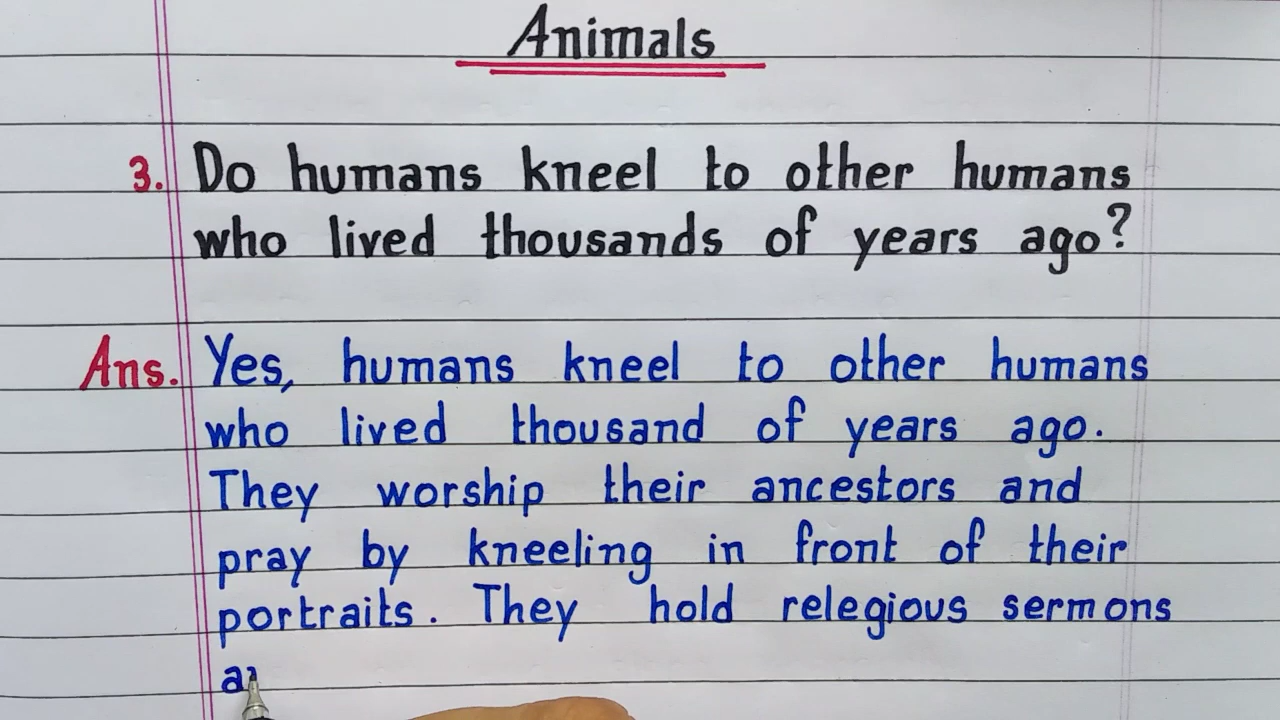 Animals
3. Do humans kneel to other humans
who lived thousands of years ago?
Ans. Yes, humans kneel to other humans
who lived thousand of years ago.
They worship their ancestors and
pray by kneeling in front of their
portraits. They hold relegious sermons